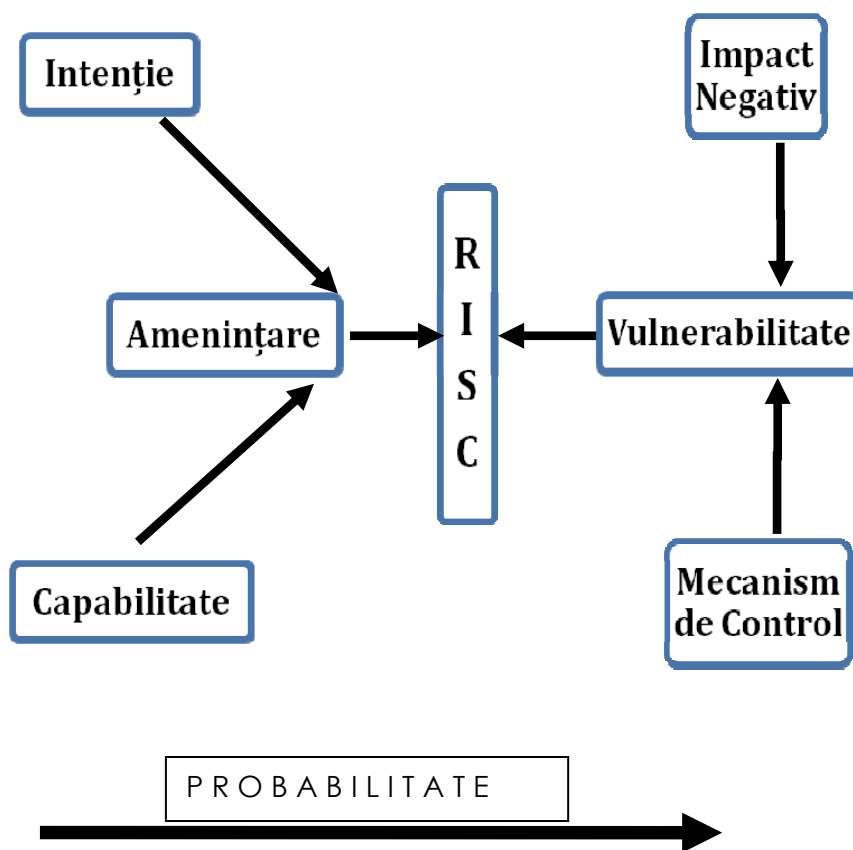 Intenție
Impact
Negativ
R
I
S
C
Amenințare
Vulnerabilitate
Capabilitate
Mecanism
de Control
PROBABILITATE